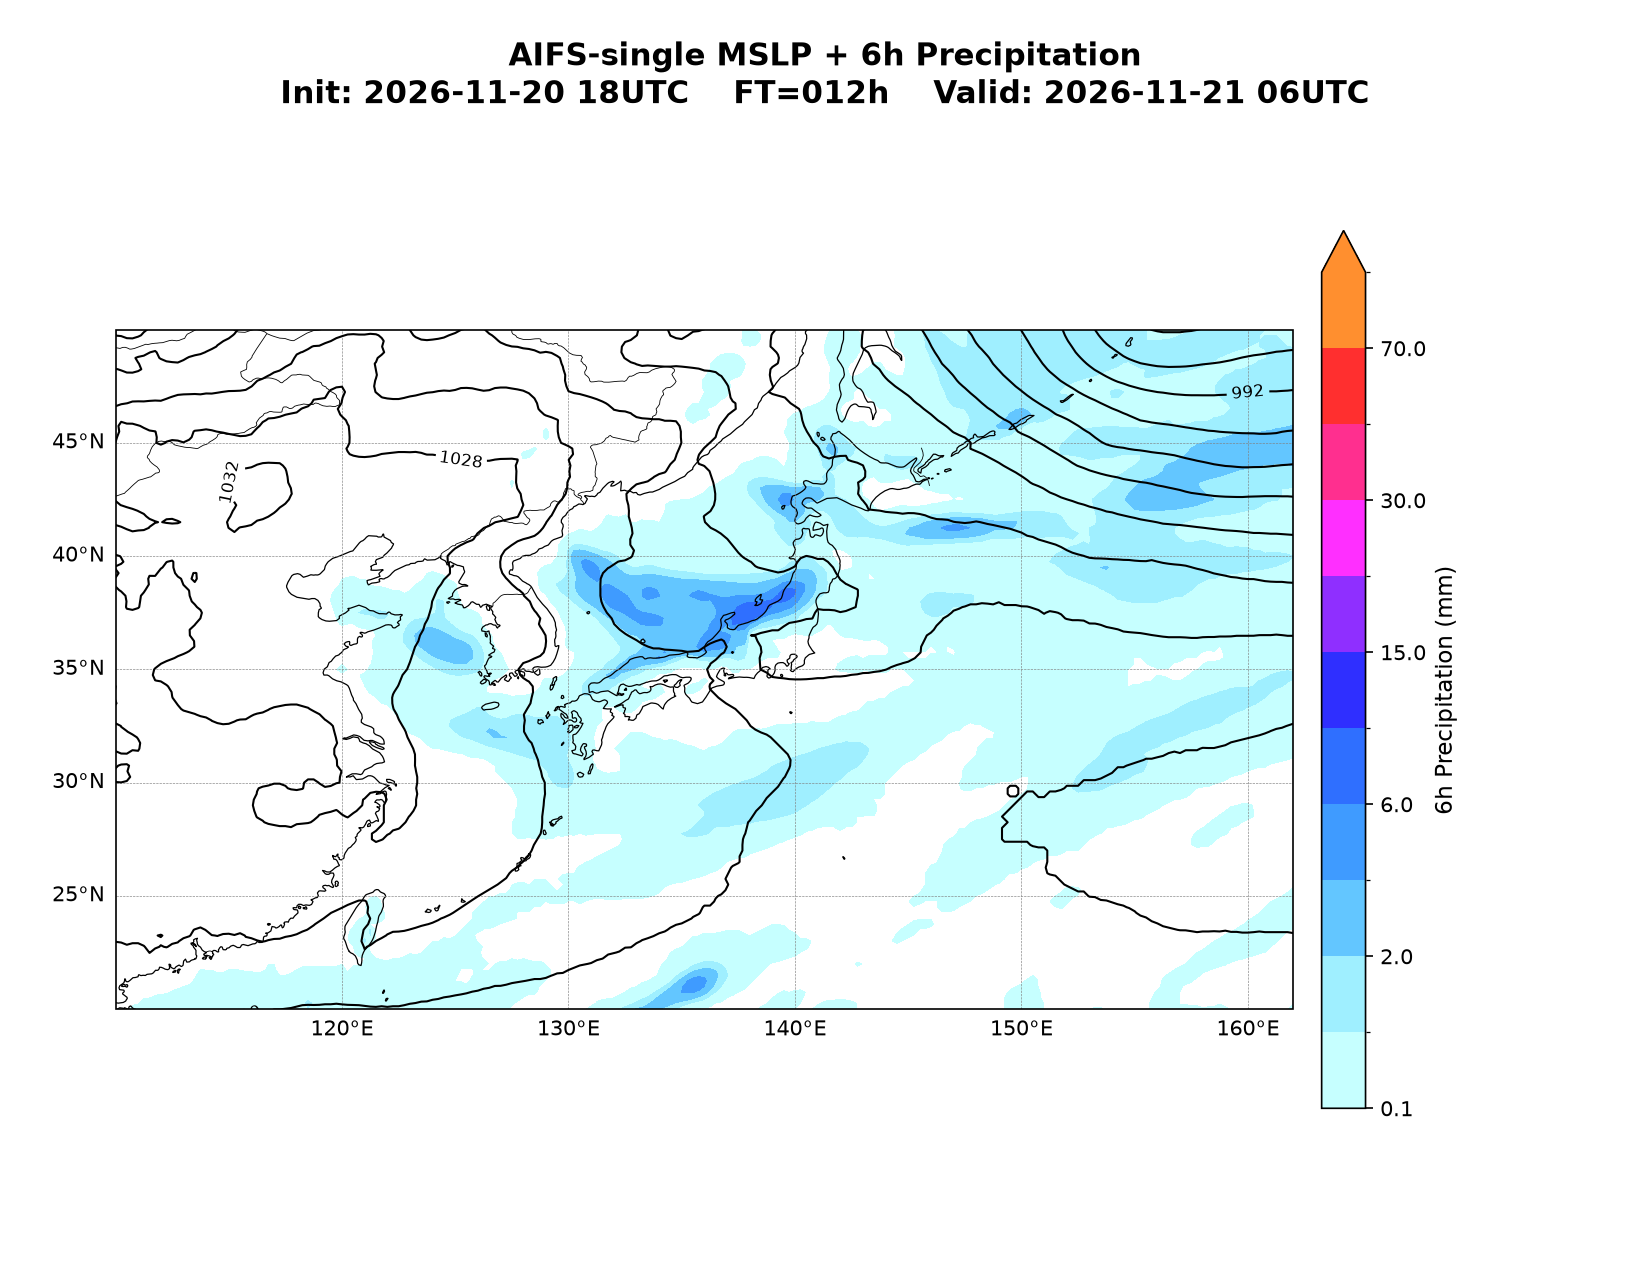 AIFS-single MSLP + 6h Precipitation
Init: 2026-11-20 18UTC    FT=012h    Valid: 2026-11-21 06UTC
70.0
992
45°N
1028
1032
30.0
40°N
15.0
6h Precipitation (mm)
35°N
6.0
30°N
25°N
2.0
120°E
130°E
140°E
150°E
160°E
0.1